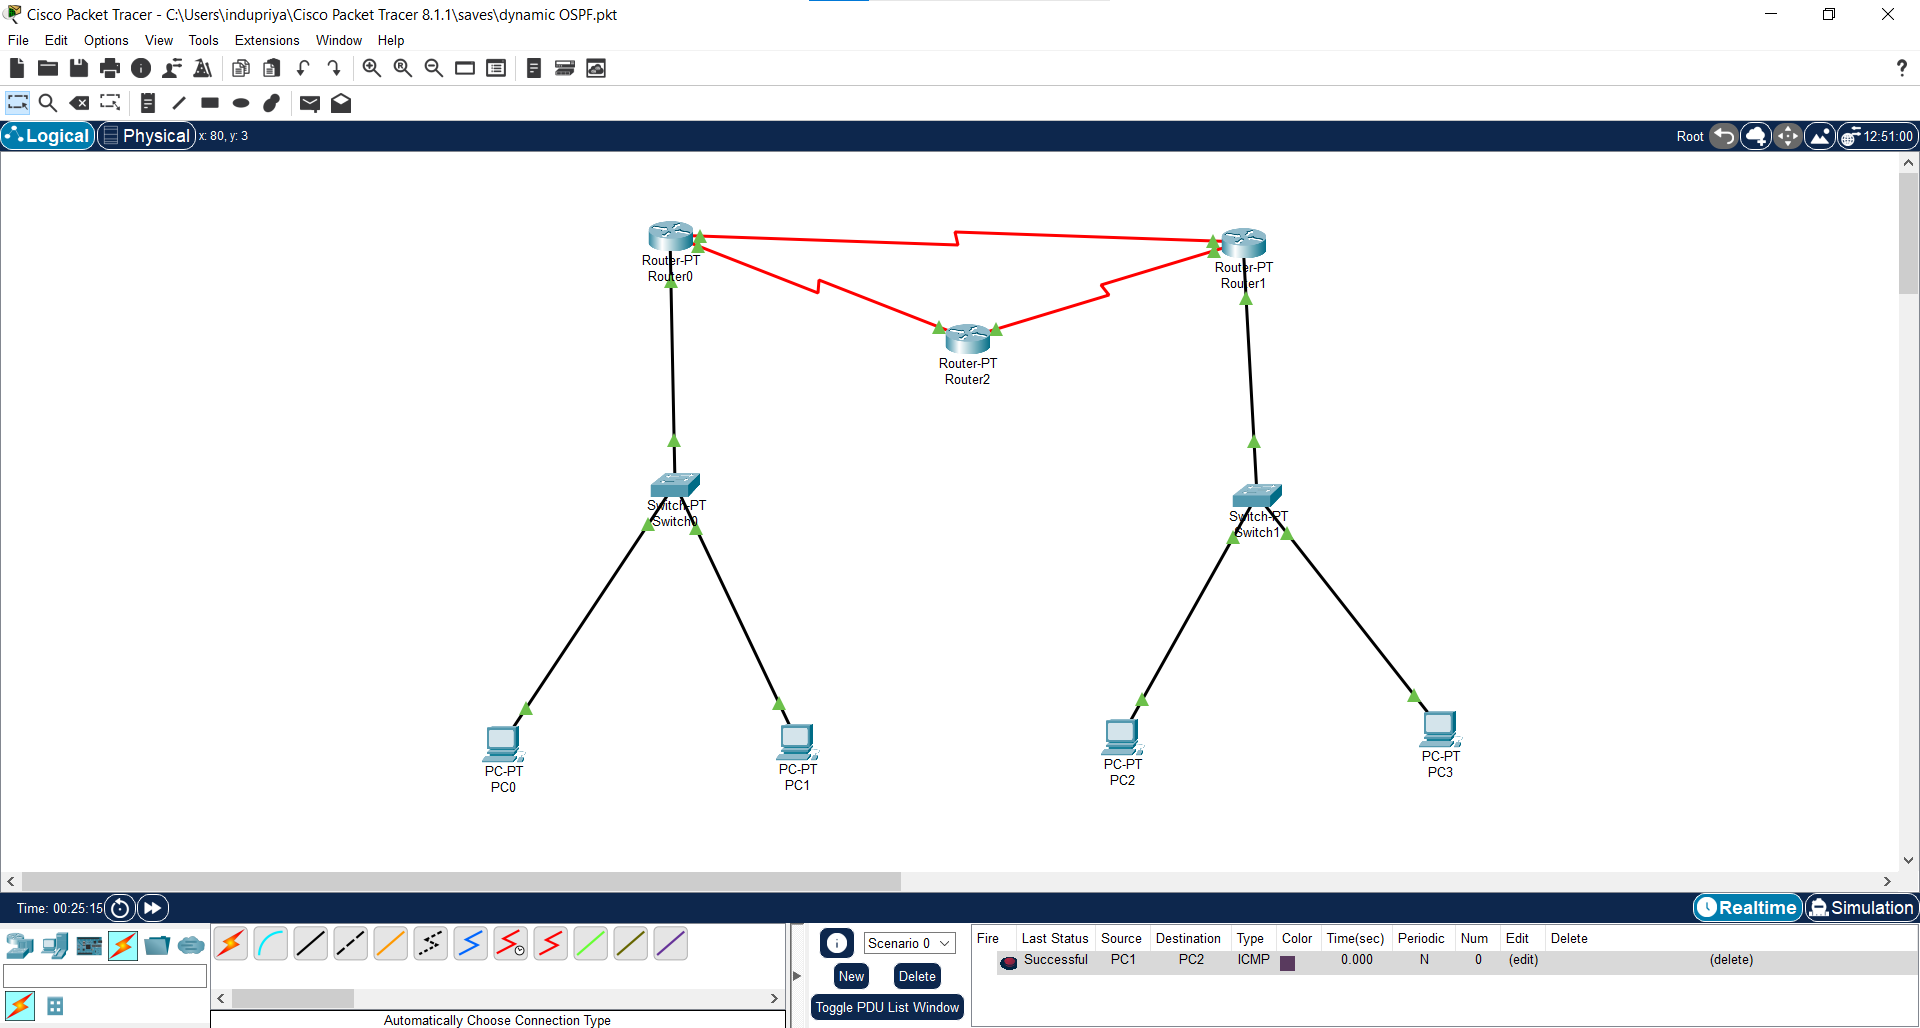 Cisco Packet Tracer - C:\Users\indupriya\Cisco Packet Tracer 8.1.1\saves\dynamic OSPF.pkt
File Edit Options View Tools Extensions Window Help
?
Logical Physical x: 80, y: 3 Root 12:51:00
Router-PT
Router0
Router-PT
Router1
Router-PT
Router2
Switch-PT
Switch0
Switch-PT
Switch1
PC-PT
PC0
PC-PT
PC1
PC-PT
PC2
PC-PT
PC3
Time: 00:25:15 Realtime Simulation
Scenario 0
New Delete
Toggle PDU List Window
Fire Last Status Source Destination Type Color Time(sec) Periodic Num Edit Delete
Successful PC1 PC2 ICMP 0.000 N 0 (edit) (delete)
Automatically Choose Connection Type